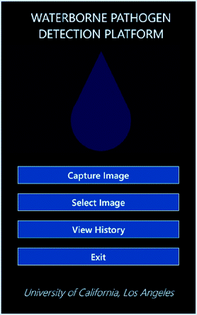 WATERBORNE PATHOGEN
DETECTION PLATFORM
Capture Image
Select Image
View History
Exit
University of California, Los Angeles